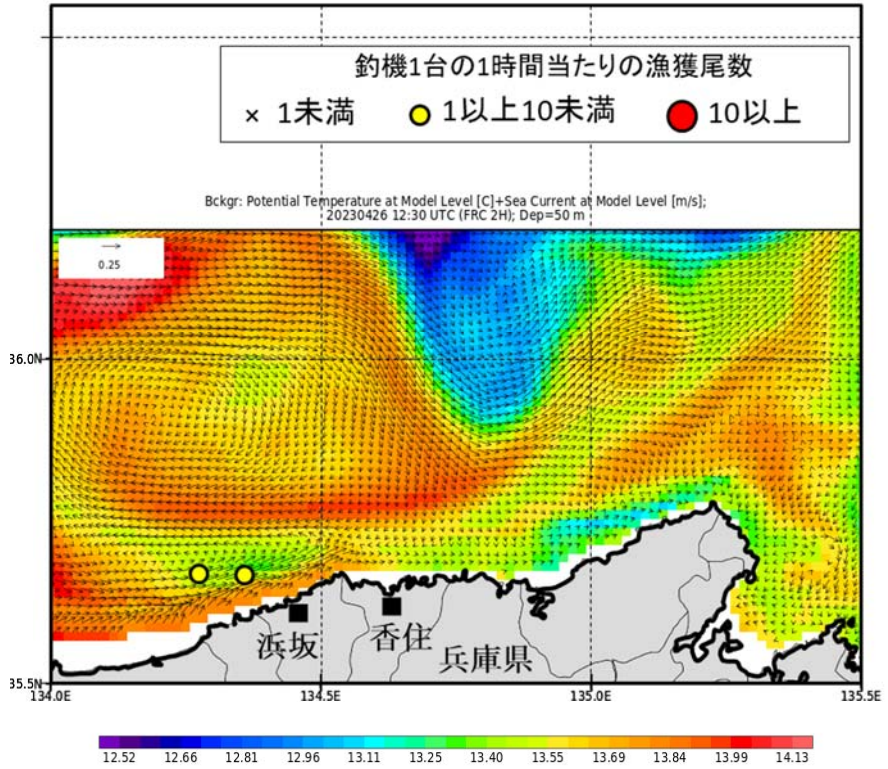 釣機1台の1時間当たりの漁獲尾数
× 1未満 1以上10未満 10以上
Bckgr: Potential Temperature at Model Level [C]+Sea Current at Model Level [m/s];
20230426 12:30 UTC (FRC 2H); Dep=50 m
0.25
36.0N
浜坂
香住
兵庫県
35.5N
134.0E 134.5E 135.0E 135.5E
12.52 12.66 12.81 12.96 13.11 13.25 13.40 13.55 13.69 13.84 13.99 14.13